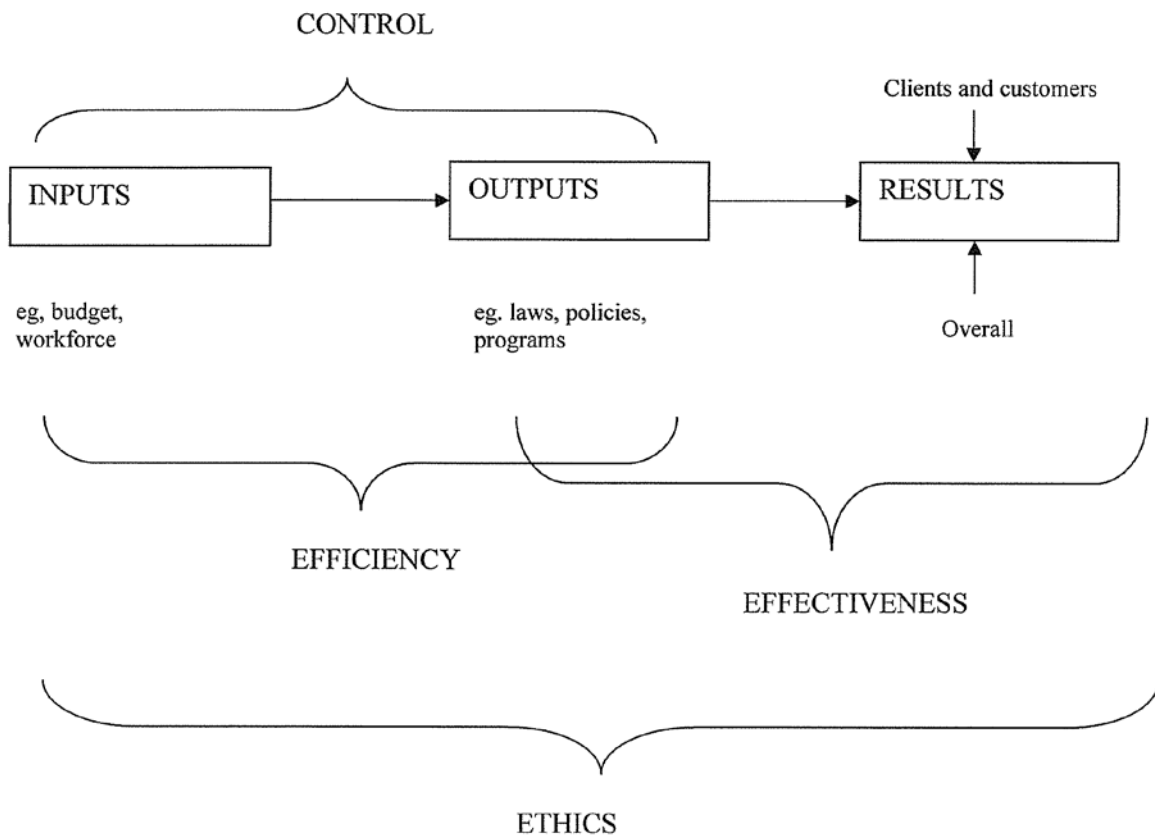 CONTROL
Clients and customers
INPUTS
OUTPUTS
RESULTS
eg, budget,
workforce
eg. laws, policies,
programs
Overall
EFFICIENCY
EFFECTIVENESS
ETHICS